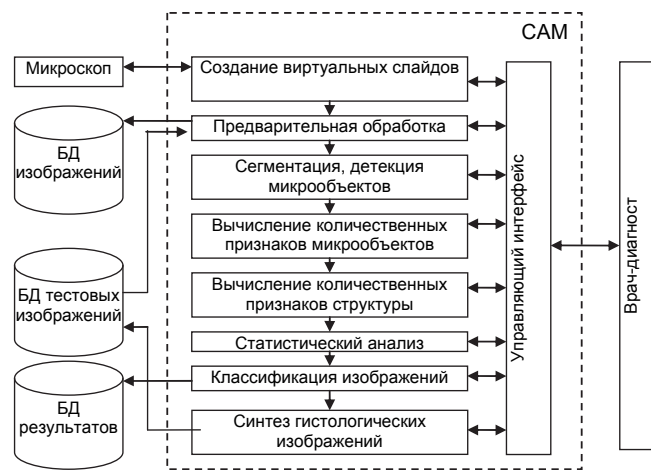 САМ
Микроскоп
Создание виртуальных слайдов
Предварительная обработка
БД
изображений
Сегментация, детекция
микрообъектов
Вычисление количественных
признаков микрообъектов
Вычисление количественных
признаков структуры
БД тестовых
изображений
Статистический анализ
Классификация изображений
БД
результатов
Синтез гистологических
изображений
Управляющий интерфейс
Врач-диагност